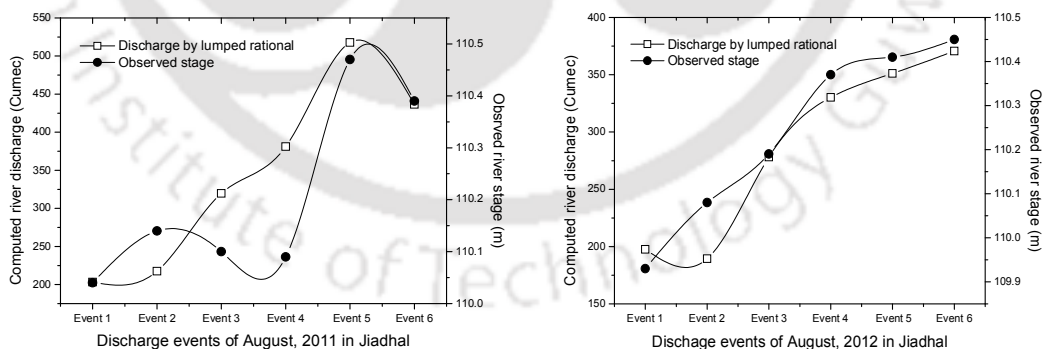 Computed river discharge (Cumec)
550
500
450
400
350
300
250
200
Discharge by lumped rational
Observed stage
110.5
110.4
110.3
110.2
110.1
110.0
Obsrved river stage (m)
Event 1 Event 2 Event 3 Event 4 Event 5 Event 6
Discharge events of August, 2011 in Jiadhal
Computed river discharge (Cumec)
400
350
300
250
200
150
Discharge by lumped rational
Observed stage
110.5
110.4
110.3
110.2
110.1
110.0
109.9
Observed river stage (m)
Event 1 Event 2 Event 3 Event 4 Event 5 Event 6
Dischage events of August, 2012 in Jiadhal
Institute of Technology Guw